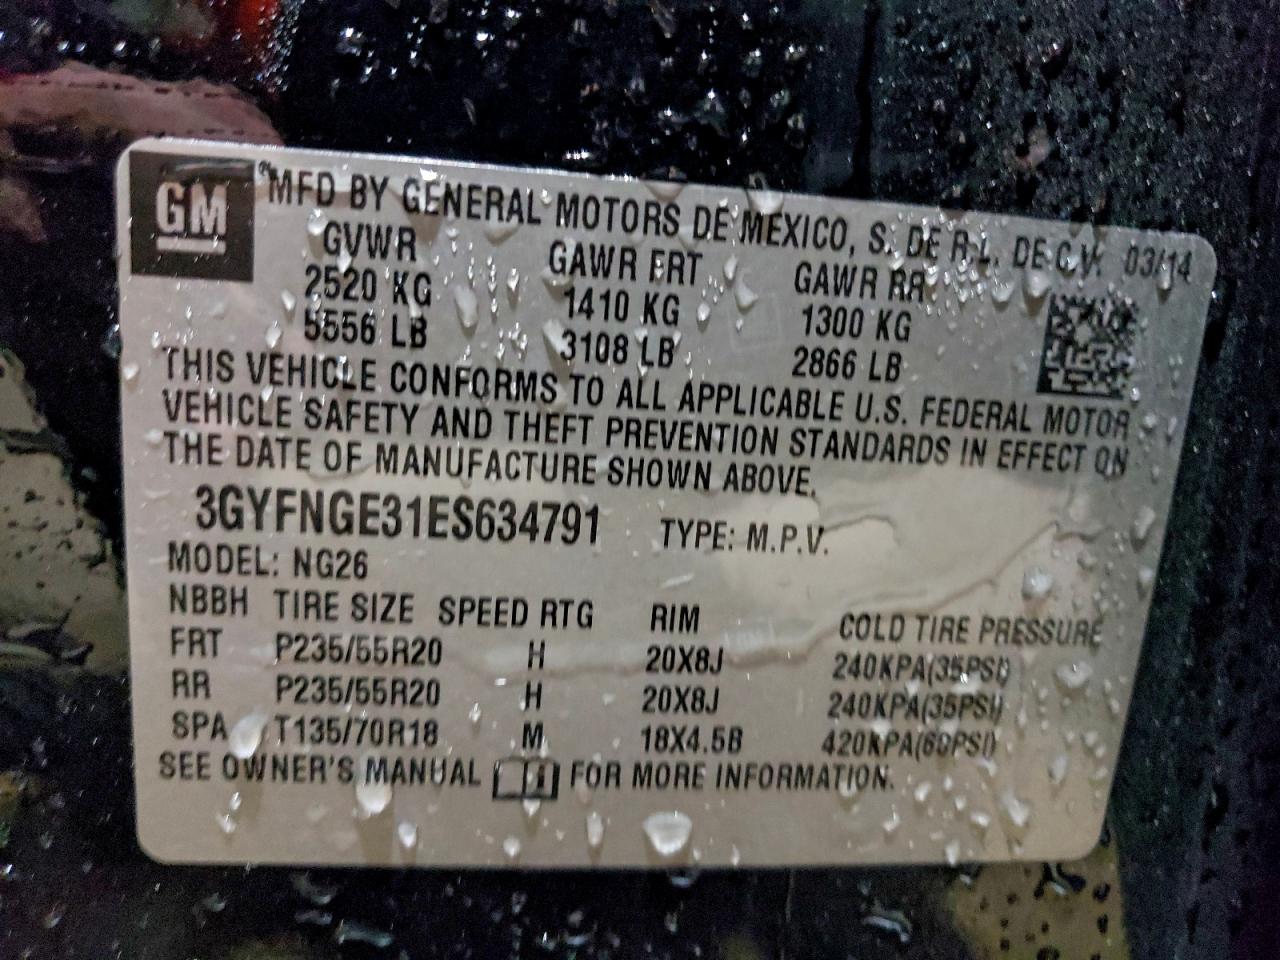 GM
MFD BY GENERAL MOTORS DE MEXICO, S. DE R.L. DE C.V. 03/14
GVWR GAWR FRT GAWR RR
2520 KG 1410 KG 1300 KG
5556 LB 3108 LB 2866 LB
THIS VEHICLE CONFORMS TO ALL APPLICABLE U.S. FEDERAL MOTOR
VEHICLE SAFETY AND THEFT PREVENTION STANDARDS IN EFFECT ON
THE DATE OF MANUFACTURE SHOWN ABOVE.
3GYFNGE31ES634791 TYPE: M.P.V.
MODEL: NG26
NBBH TIRE SIZE SPEED RTG RIM COLD TIRE PRESSURE
FRT P235/55R20 H 20X8J 240KPA(35PSI)
RR P235/55R20 H 20X8J 240KPA(35PSI)
SPA T135/70R18 M 18X4.5B 420KPA(60PSI)
SEE OWNER'S MANUAL FOR MORE INFORMATION.